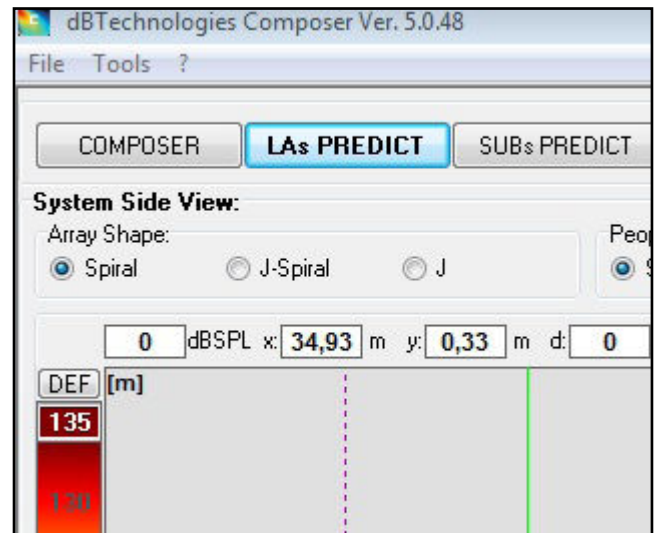 dBTechnologies Composer Ver. 5.0.48
File Tools ?
COMPOSER LAs PREDICT SUBs PREDICT
System Side View:
Array Shape:
Spiral J-Spiral J
0 dBSPL x: 34,93 m y: 0,33 m d: 0
DEF [m]
135
130